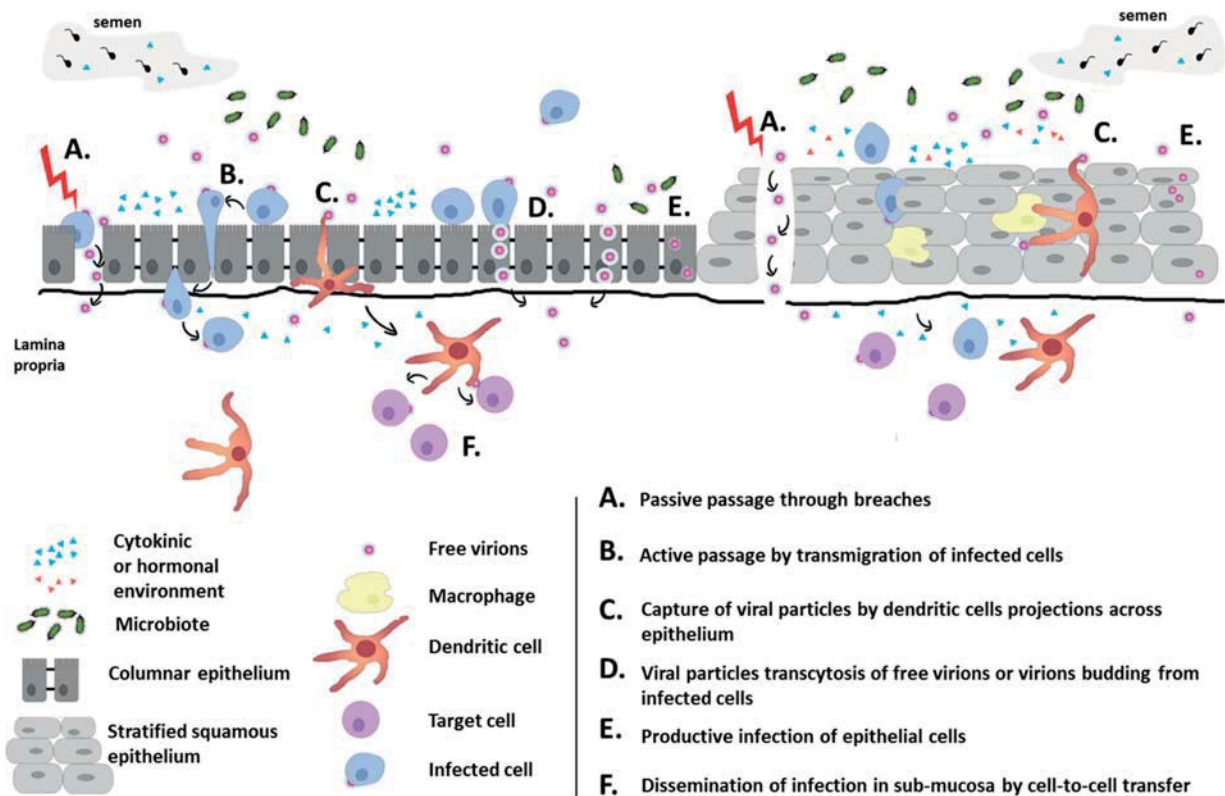 semen
semen
A.
B.
C.
D.
E.
A.
C.
E.
Lamina
propria
F.
Cytokinic
or hormonal
environment
Microbiote
Columnar epithelium
Stratified squamous
epithelium
Free virions
Macrophage
Dendritic cell
Target cell
Infected cell
A. Passive passage through breaches
B. Active passage by transmigration of infected cells
C. Capture of viral particles by dendritic cells projections across
epithelium
D. Viral particles transcytosis of free virions or virions budding from
infected cells
E. Productive infection of epithelial cells
F. Dissemination of infection in sub-mucosa by cell-to-cell transfer